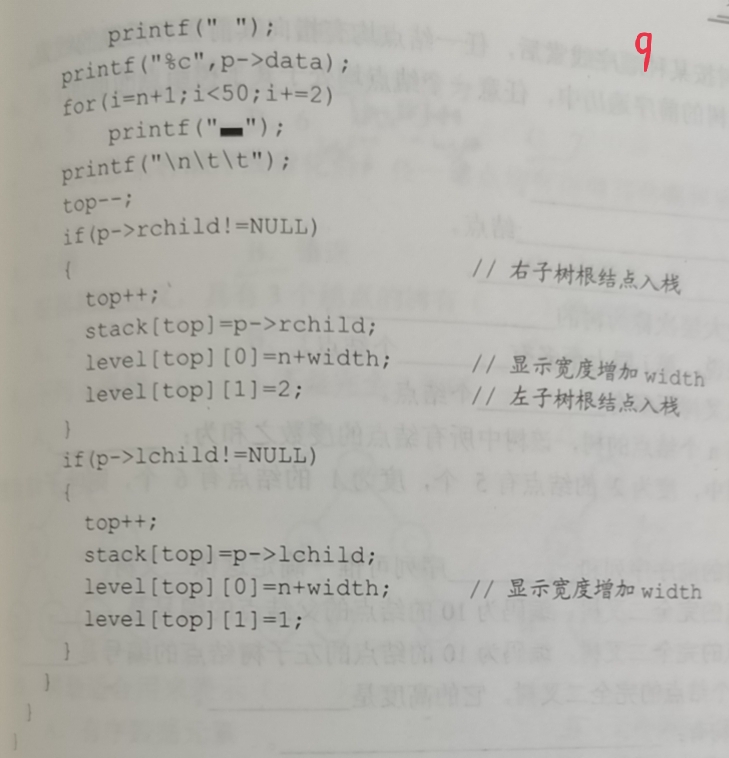 printf(" ");
printf("%c",p->data);
for(i=n+1;i<50;i+=2)
printf("▬");
printf("\n\t\t");
top--;
if(p->rchild!=NULL)
{ // 右子树根结点入栈
top++;
stack[top]=p->rchild;
level[top][0]=n+width; // 显示宽度增加 width
level[top][1]=2; // 左子树根结点入栈
}
if(p->lchild!=NULL)
{
top++;
stack[top]=p->lchild;
level[top][0]=n+width; // 显示宽度增加 width
level[top][1]=1;
}
}
}
}
9